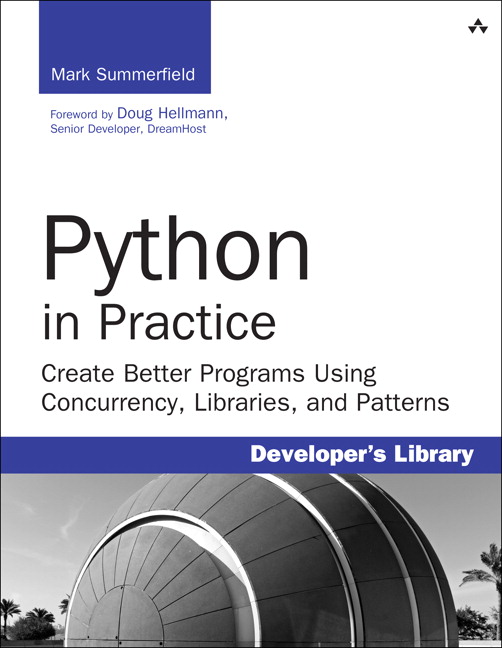 Mark Summerfield
Foreword by Doug Hellmann,
Senior Developer, DreamHost
Python
in Practice
Create Better Programs Using
Concurrency, Libraries, and Patterns
Developer's Library